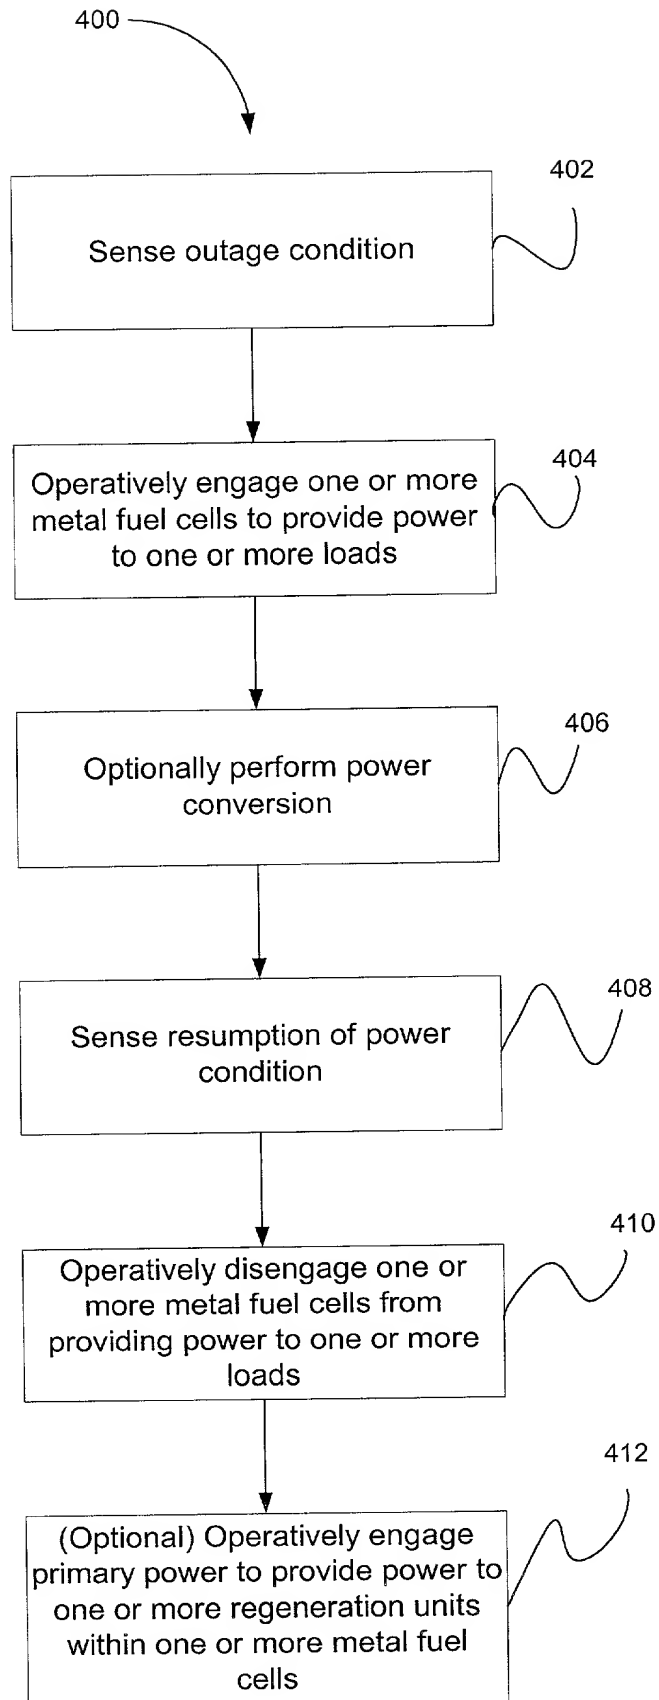 400
402
Sense outage condition
404
Operatively engage one or more
metal fuel cells to provide power
to one or more loads
406
Optionally perform power
conversion
408
Sense resumption of power
condition
410
Operatively disengage one or
more metal fuel cells from
providing power to one or more
loads
412
(Optional) Operatively engage
primary power to provide power to
one or more regeneration units
within one or more metal fuel
cells